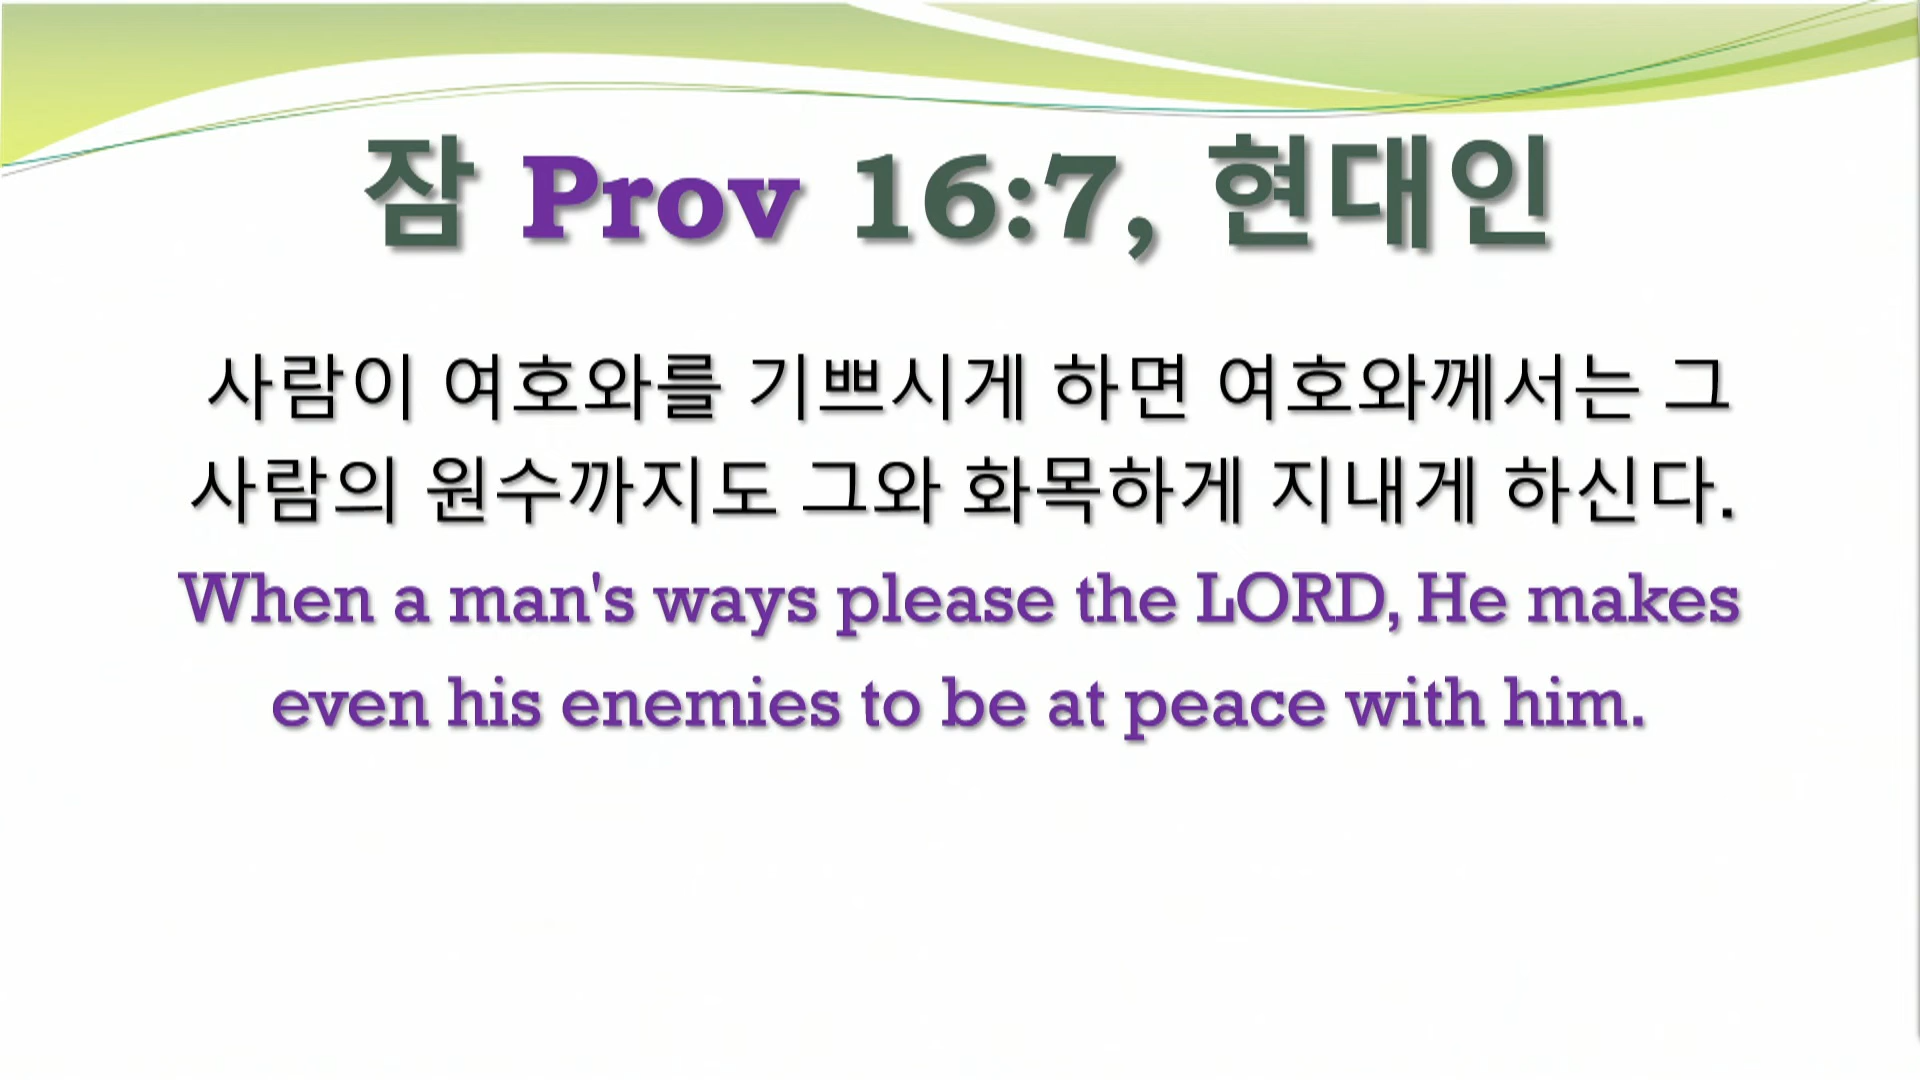 잠 Prov 16:7, 현대인
사람이 여호와를 기쁘시게 하면 여호와께서는 그
사람의 원수까지도 그와 화목하게 지내게 하신다.
When a man's ways please the LORD, He makes
even his enemies to be at peace with him.